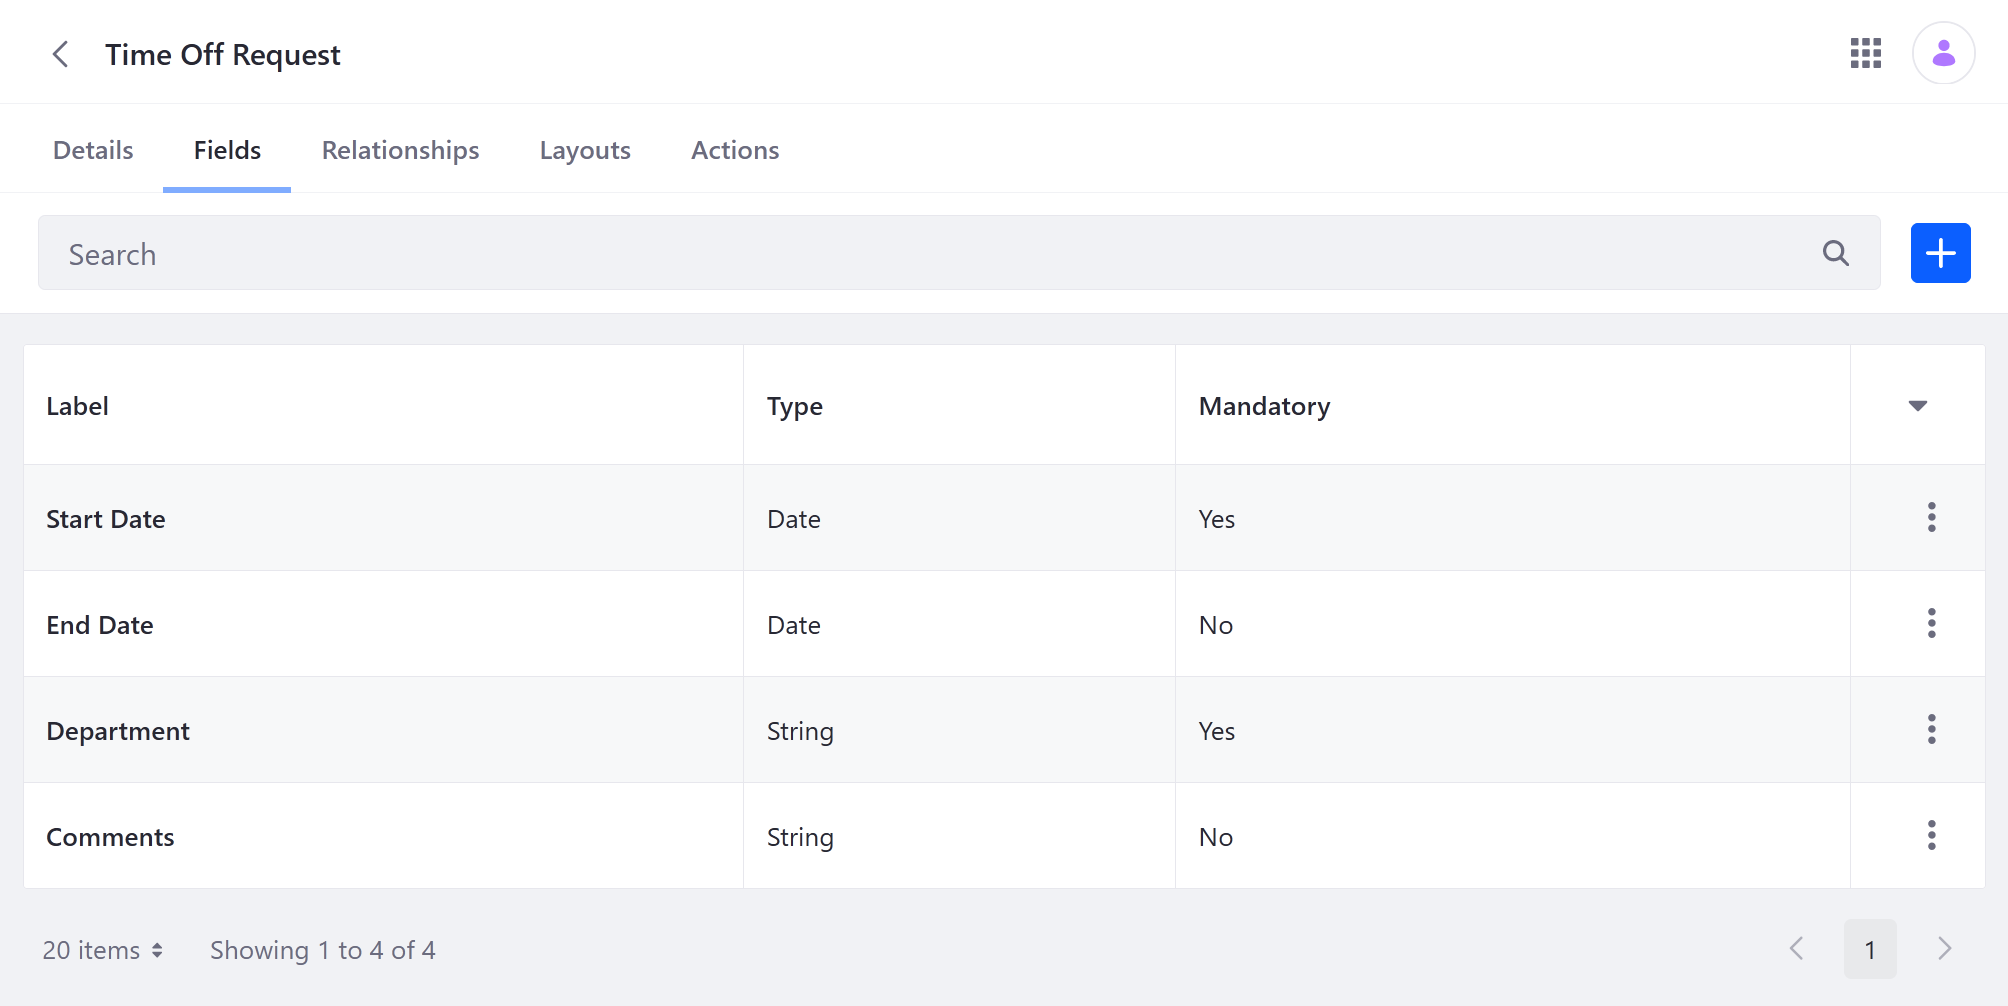 Time Off Request
Details Fields Relationships Layouts Actions
Search
Label Type Mandatory
Start Date Date Yes
End Date Date No
Department String Yes
Comments String No
20 items Showing 1 to 4 of 4 1